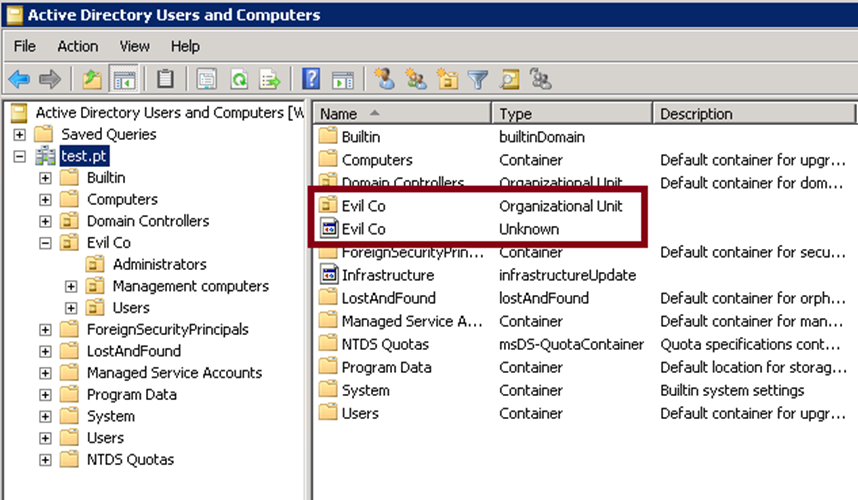 Active Directory Users and Computers
File Action View Help
Active Directory Users and Computers [W
Saved Queries
test.pt
Builtin
Computers
Domain Controllers
Evil Co
Administrators
Management computers
Users
ForeignSecurityPrincipals
LostAndFound
Managed Service Accounts
Program Data
System
Users
NTDS Quotas
Name Type Description
Builtin builtinDomain
Computers Container Default container for upgr...
Domain Controllers Organizational Unit Default container for dom...
Evil Co Organizational Unit
Evil Co Unknown
ForeignSecurityPrin... Container Default container for secu...
Infrastructure infrastructureUpdate
LostAndFound lostAndFound Default container for orph...
Managed Service A... Container Default container for man...
NTDS Quotas msDS-QuotaContainer Quota specifications cont...
Program Data Container Default location for storag...
System Container Builtin system settings
Users Container Default container for upgr...